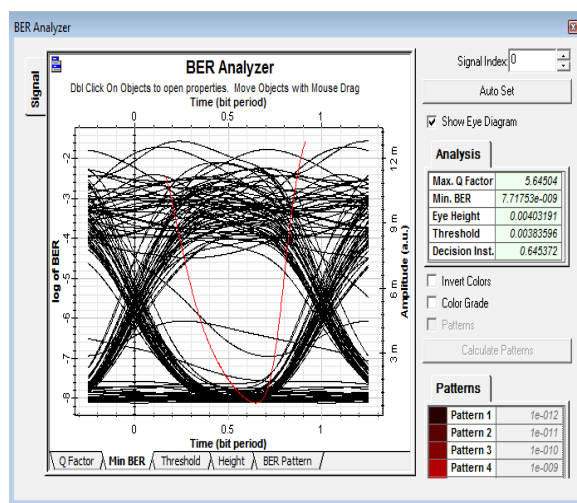 BER Analyzer
Signal
BER Analyzer
Dbl Click On Objects to open properties. Move Objects with Mouse Drag
Time (bit period)
0 0.5 1
log of BER
-2
-3
-4
-5
-6
-7
-8
12 m
9 m
6 m
3 m
Amplitude (a.u.)
0 0.5 1
Time (bit period)
Q Factor Min BER Threshold Height BER Pattern
Signal Index: 0
Auto Set
Show Eye Diagram
Analysis
Max. Q Factor 5.64504
Min. BER 7.71753e-009
Eye Height 0.00403191
Threshold 0.00383596
Decision Inst. 0.645372
Invert Colors
Color Grade
Patterns
Calculate Patterns
Patterns
Pattern 1 1e-012
Pattern 2 1e-011
Pattern 3 1e-010
Pattern 4 1e-009